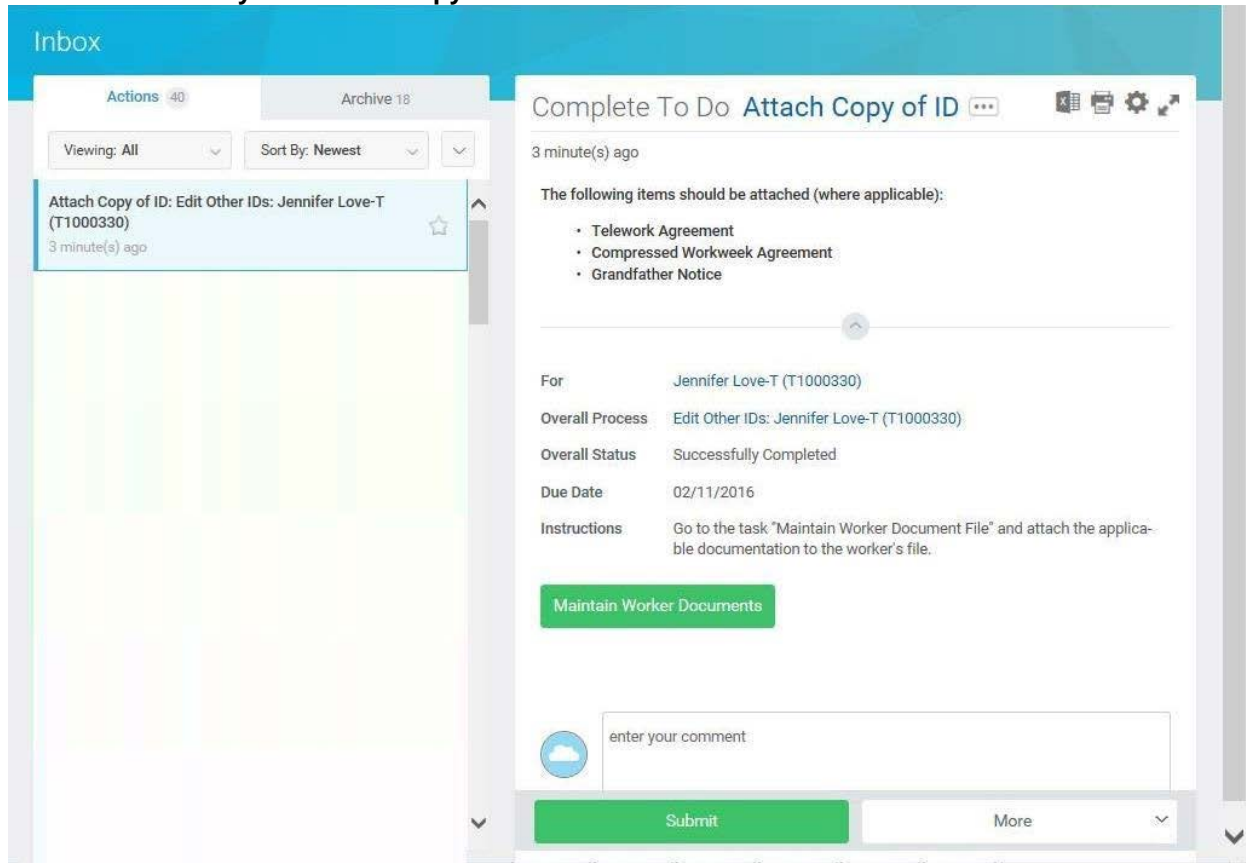 Inbox
Actions 40
Archive 18
Viewing: All
Sort By: Newest
Attach Copy of ID: Edit Other IDs: Jennifer Love-T
(T1000330)
3 minute(s) ago
Complete To Do Attach Copy of ID
3 minute(s) ago
The following items should be attached (where applicable):
• Telework Agreement
• Compressed Workweek Agreement
• Grandfather Notice
For Jennifer Love-T (T1000330)
Overall Process Edit Other IDs: Jennifer Love-T (T1000330)
Overall Status Successfully Completed
Due Date 02/11/2016
Instructions Go to the task "Maintain Worker Document File" and attach the applica-
ble documentation to the worker's file.
Maintain Worker Documents
enter your comment
Submit
More